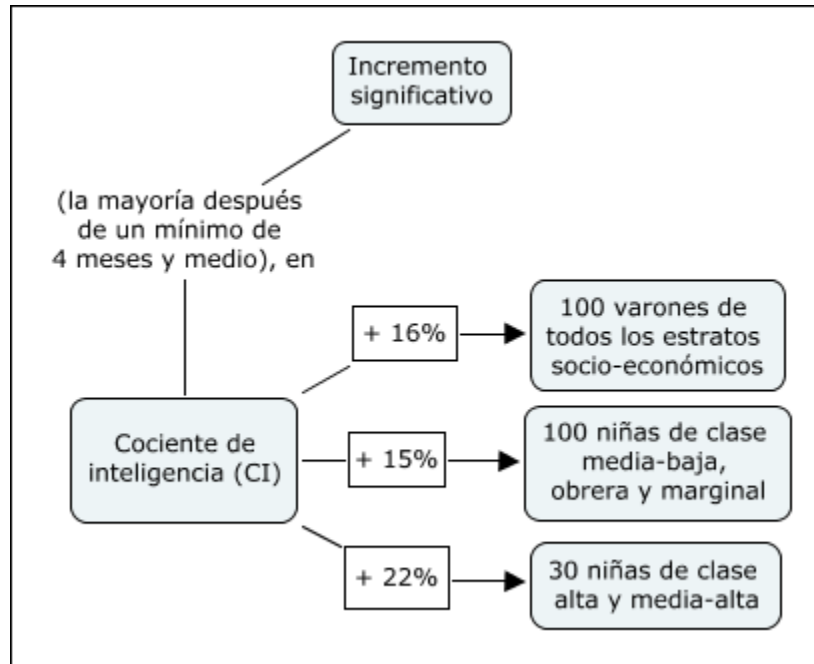 Incremento
significativo
(la mayoría después
de un mínimo de
4 meses y medio), en
Cociente de
inteligencia (CI)
+ 16%
100 varones de
todos los estratos
socio-económicos
+ 15%
100 niñas de clase
media-baja,
obrera y marginal
+ 22%
30 niñas de clase
alta y media-alta